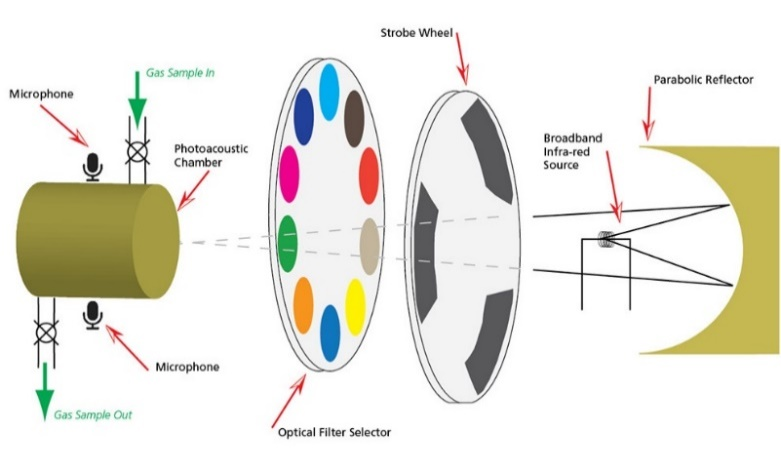 Strobe Wheel
Gas Sample In
Parabolic Reflector
Microphone
Broadband
Infra-red
Source
Photoacoustic
Chamber
Microphone
Gas Sample Out
Optical Filter Selector